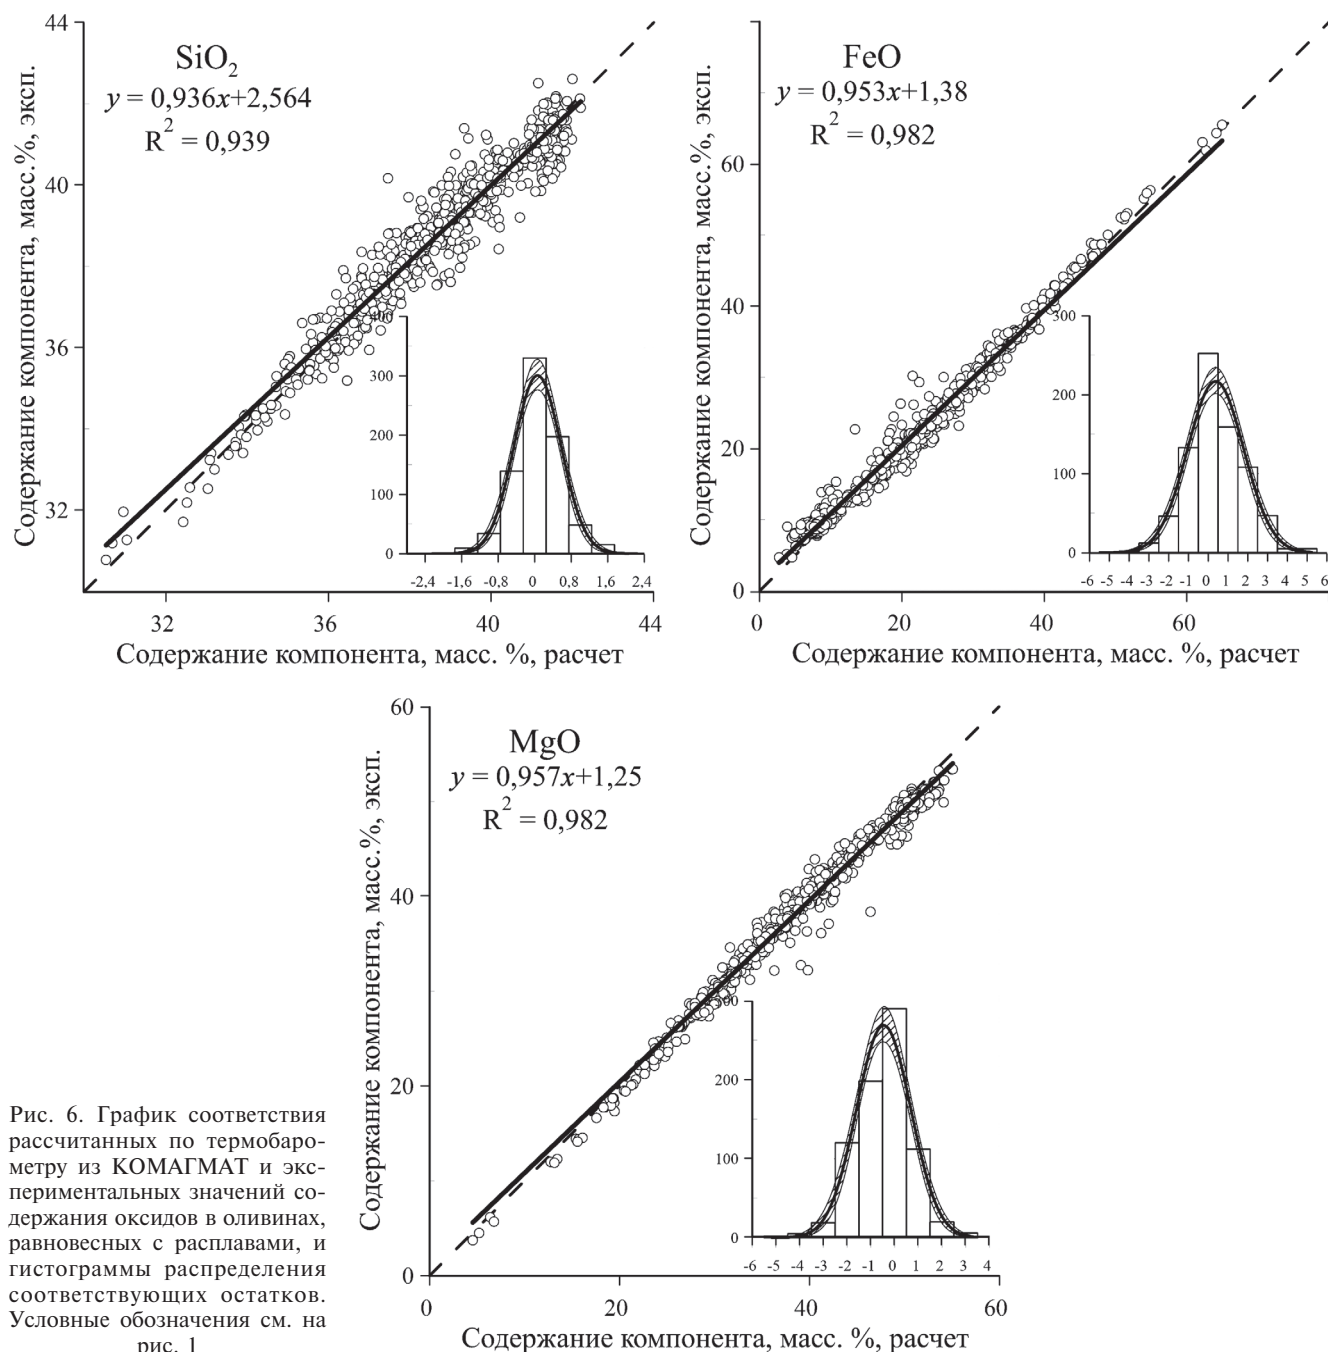 44
40
36
32
Содержание компонента, масс.%, эксп.
SiO2
y = 0,936x+2,564
R2 = 0,939
400
300
200
100
0
-2,4 -1,6 -0,8 0 0,8 1,6 2,4
32 36 40 44
Содержание компонента, масс. %, расчет
60
40
20
0
Содержание компонента, масс.%, эксп.
FeO
y = 0,953x+1,38
R2 = 0,982
300
200
100
0
-6 -5 -4 -3 -2 -1 0 1 2 3 4 5 6
0 20 40 60
Содержание компонента, масс. %, расчет
60
40
20
0
Содержание компонента, масс.%, эксп.
MgO
y = 0,957x+1,25
R2 = 0,982
200
100
0
-6 -5 -4 -3 -2 -1 0 1 2 3 4
0 20 40 60
Содержание компонента, масс. %, расчет
Рис. 6. График соответствия
рассчитанных по термобаро-
метру из КОМАГМАТ и экс-
периментальных значений со-
держания оксидов в оливинах,
равновесных с расплавами, и
гистограммы распределения
соответствующих остатков.
Условные обозначения см. на
рис. 1